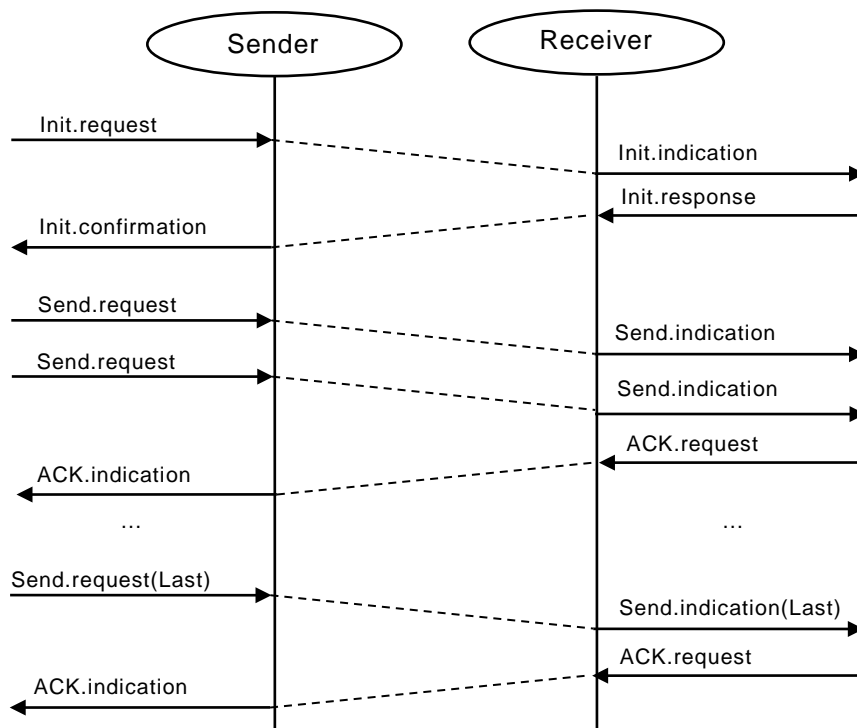 Sender
Receiver
Init.request
Init.indication
Init.response
Init.confirmation
Send.request
Send.indication
Send.request
Send.indication
ACK.request
ACK.indication
...
...
Send.request(Last)
Send.indication(Last)
ACK.request
ACK.indication